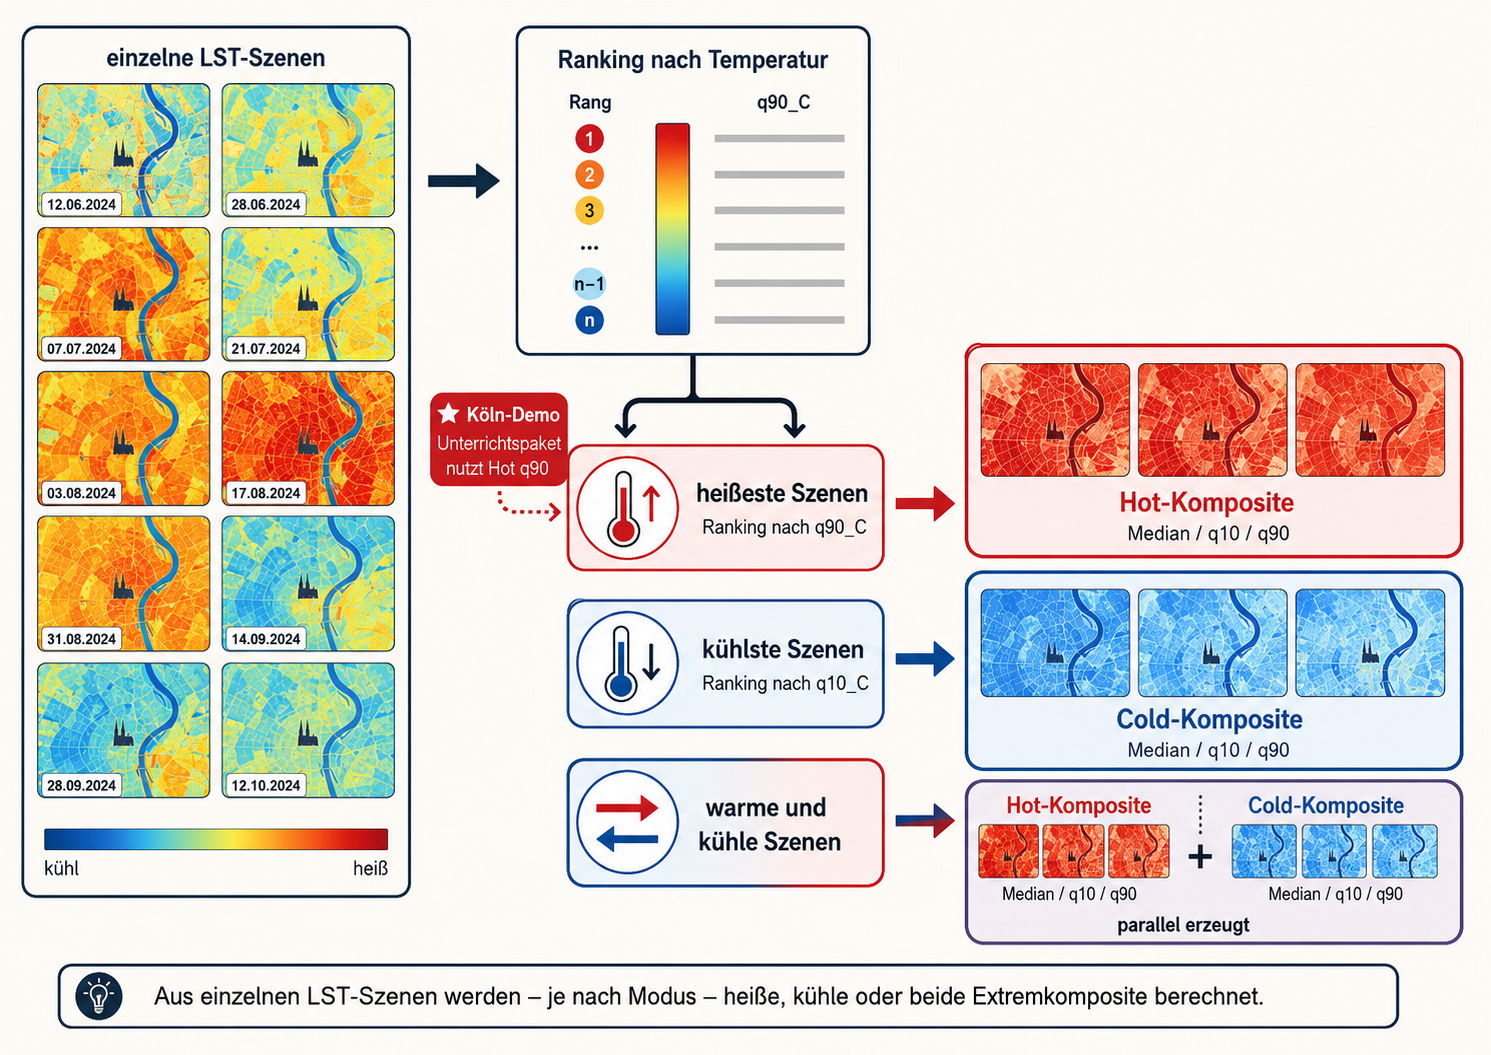 einzelne LST-Szenen
12.06.2024
28.06.2024
07.07.2024
21.07.2024
03.08.2024
17.08.2024
31.08.2024
14.09.2024
28.09.2024
12.10.2024
kühl
heiß
Ranking nach Temperatur
Rang
q90_C
1
2
3
...
n–1
n
★ Köln-Demo
Unterrichtspaket
nutzt Hot q90
heißeste Szenen
Ranking nach q90_C
kühlste Szenen
Ranking nach q10_C
warme und
kühle Szenen
Hot-Komposite
Median / q10 / q90
Cold-Komposite
Median / q10 / q90
Hot-Komposite
Cold-Komposite
+
Median / q10 / q90
Median / q10 / q90
parallel erzeugt
Aus einzelnen LST-Szenen werden – je nach Modus – heiße, kühle oder beide Extremkomposite berechnet.